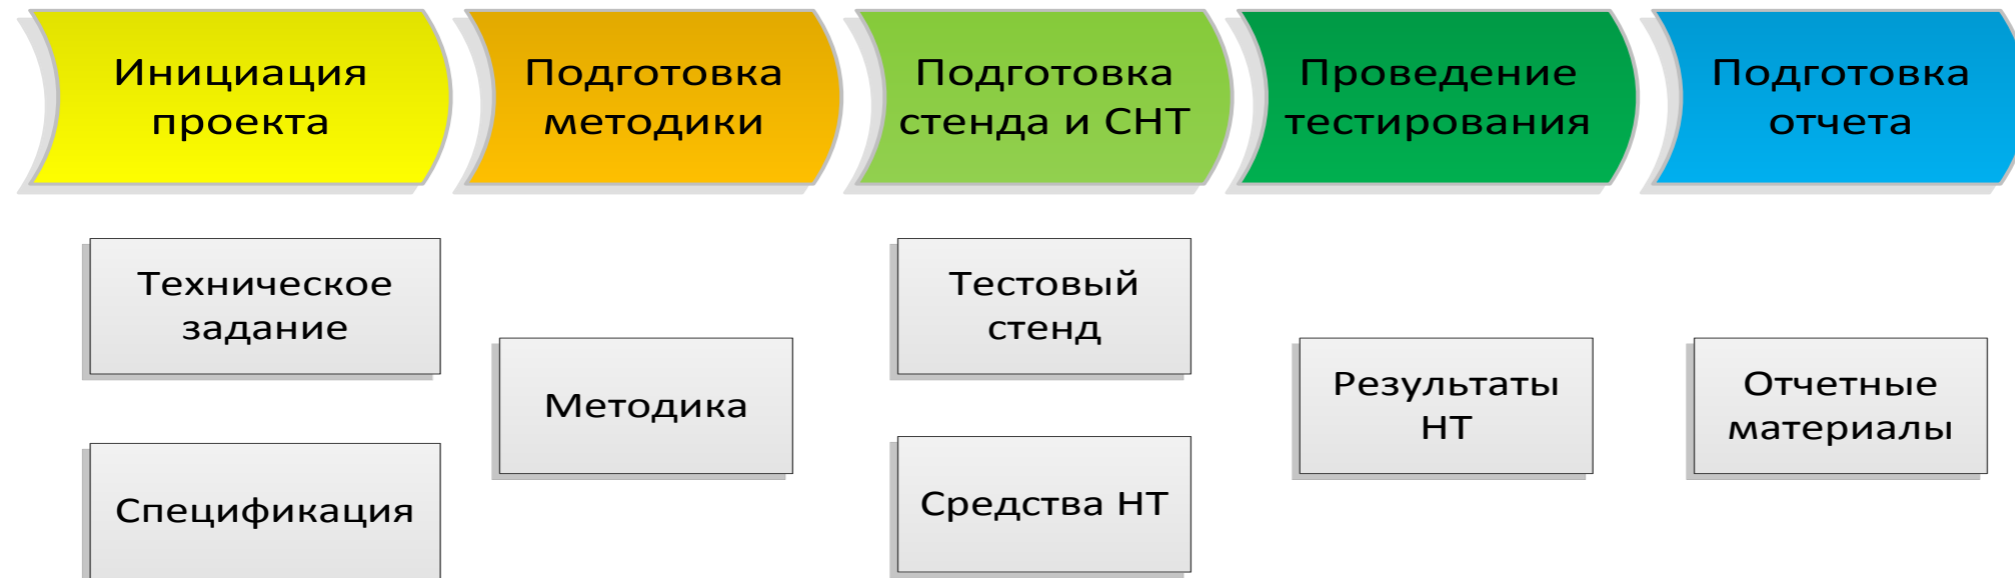 Инициация
проекта
Подготовка
методики
Подготовка
стенда и СНТ
Проведение
тестирования
Подготовка
отчета
Техническое
задание
Спецификация
Методика
Тестовый
стенд
Средства НТ
Результаты
НТ
Отчетные
материалы